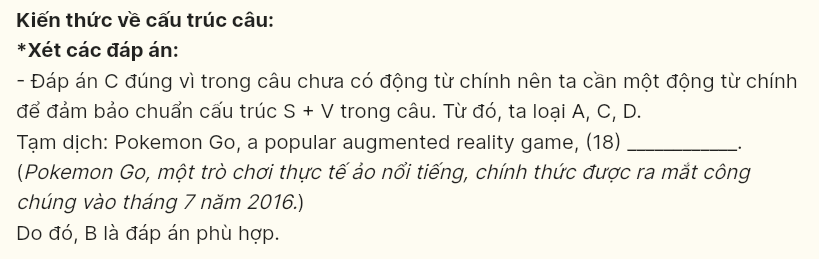 Kiến thức về cấu trúc câu:
*Xét các đáp án:
- Đáp án C đúng vì trong câu chưa có động từ chính nên ta cần một động từ chính
để đảm bảo chuẩn cấu trúc S + V trong câu. Từ đó, ta loại A, C, D.
Tạm dịch: Pokemon Go, a popular augmented reality game, (18) ____________.
(Pokemon Go, một trò chơi thực tế ảo nổi tiếng, chính thức được ra mắt công
chúng vào tháng 7 năm 2016.)
Do đó, B là đáp án phù hợp.